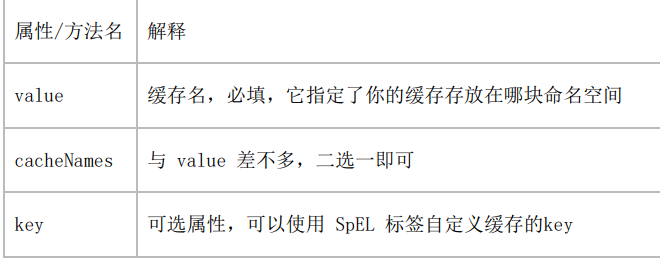 属性/方法名 解释
value 缓存名，必填，它指定了你的缓存存放在哪块命名空间
cacheNames 与 value 差不多，二选一即可
key 可选属性，可以使用 SpEL 标签自定义缓存的key